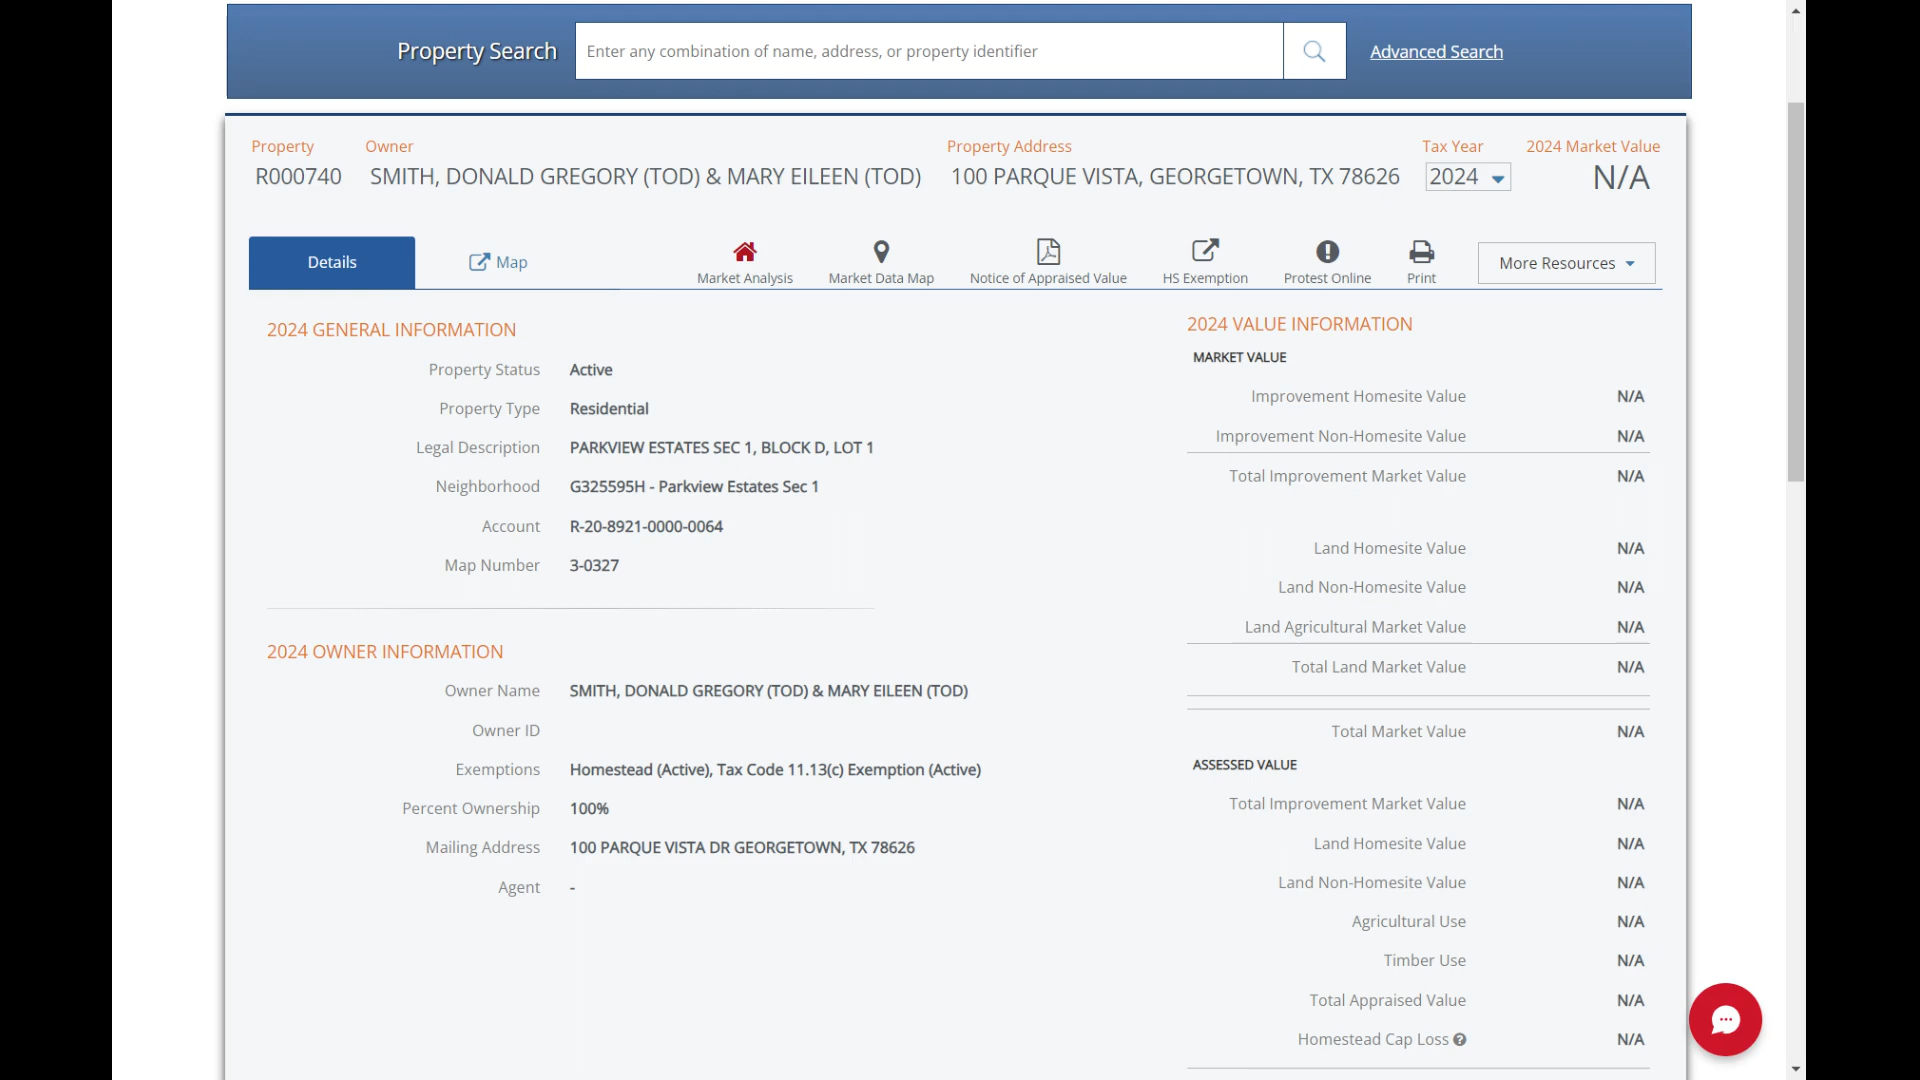 Property Search
Enter any combination of name, address, or property identifier
Advanced Search
Property Owner Property Address Tax Year 2024 Market Value
R000740 SMITH, DONALD GREGORY (TOD) & MARY EILEEN (TOD) 100 PARQUE VISTA, GEORGETOWN, TX 78626 2024 N/A
Details Map Market Analysis Market Data Map Notice of Appraised Value HS Exemption Protest Online Print More Resources
2024 GENERAL INFORMATION
Property Status Active
Property Type Residential
Legal Description PARKVIEW ESTATES SEC 1, BLOCK D, LOT 1
Neighborhood G325595H - Parkview Estates Sec 1
Account R-20-8921-0000-0064
Map Number 3-0327
2024 OWNER INFORMATION
Owner Name SMITH, DONALD GREGORY (TOD) & MARY EILEEN (TOD)
Owner ID
Exemptions Homestead (Active), Tax Code 11.13(c) Exemption (Active)
Percent Ownership 100%
Mailing Address 100 PARQUE VISTA DR GEORGETOWN, TX 78626
Agent -
2024 VALUE INFORMATION
MARKET VALUE
Improvement Homesite Value N/A
Improvement Non-Homesite Value N/A
Total Improvement Market Value N/A
Land Homesite Value N/A
Land Non-Homesite Value N/A
Land Agricultural Market Value N/A
Total Land Market Value N/A
Total Market Value N/A
ASSESSED VALUE
Total Improvement Market Value N/A
Land Homesite Value N/A
Land Non-Homesite Value N/A
Agricultural Use N/A
Timber Use N/A
Total Appraised Value N/A
Homestead Cap Loss ? N/A